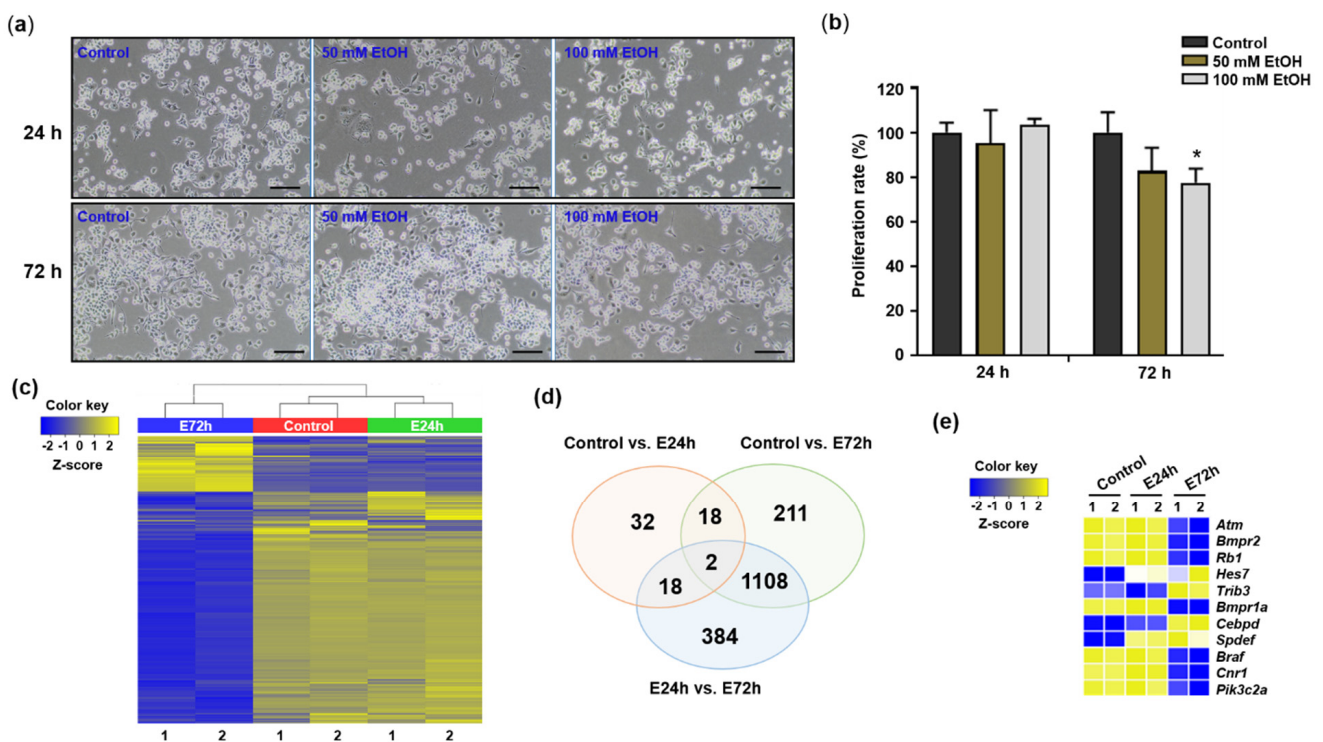 (a)
Control 50 mM EtOH 100 mM EtOH
24 h
Control 50 mM EtOH 100 mM EtOH
72 h
(b)
Control
50 mM EtOH
100 mM EtOH
Proliferation rate (%)
120
100
80
60
40
20
0
*
24 h 72 h
(c)
Color key
-2 -1 0 1 2
Z-score
E72h Control E24h
1 2 1 2 1 2
(d)
Control vs. E24h Control vs. E72h
32 18 211
2
18 1108
384
E24h vs. E72h
(e)
Color key
-2 -1 0 1 2
Z-score
Control E24h E72h
1 2 1 2 1 2
Atm
Bmpr2
Rb1
Hes7
Trib3
Bmpr1a
Cebpd
Spdef
Braf
Cnr1
Pik3c2a